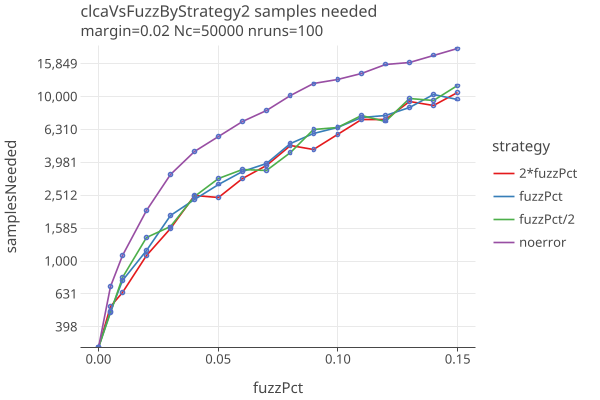 clcaVsFuzzByStrategy2 samples needed
margin=0.02 Nc=50000 nruns=100
samplesNeeded
15,849
10,000
6,310
3,981
2,512
1,585
1,000
631
398
0.00
0.05
0.10
0.15
fuzzPct
strategy
2*fuzzPct
fuzzPct
fuzzPct/2
noerror